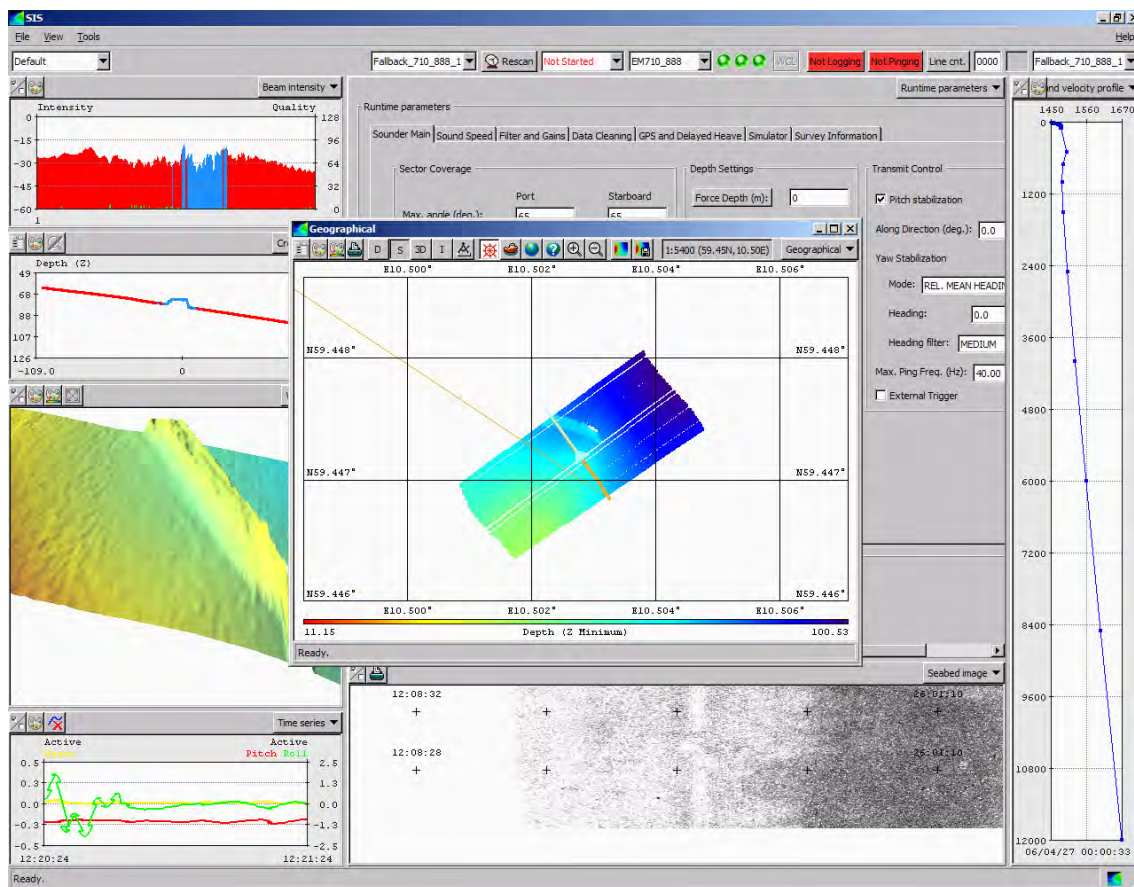 SIS
File View Tools Help
Default Fallback_710_888_1 Rescan Not Started EM710_888 WCL Not Logging Not Pinging Line cnt. 0000 Fallback_710_888_1
Beam intensity
Intensity Quality
0 128
-15 96
-30 64
-45 32
-60 0
1
Runtime parameters
Runtime parameters
Sounder Main Sound Speed Filter and Gains Data Cleaning GPS and Delayed Heave Simulator Survey Information
Sector Coverage
Port Starboard
Max. angle (deg.): 65 65
Depth Settings
Force Depth (m): 0
Transmit Control
Pitch stabilization
Along Direction (deg.): 0.0
Yaw Stabilization
Mode: REL. MEAN HEADIN
Heading: 0.0
Heading filter: MEDIUM
Max. Ping Freq. (Hz): 40.00
External Trigger
Depth (Z)
49
68
88
107
126
-109.0 0
Geographical
D S 3D I 1:5400 (59.45N, 10.50E) Geographical
E10.500° E10.502° E10.504° E10.506°
N59.448° N59.448°
N59.447° N59.447°
N59.446° N59.446°
E10.500° E10.502° E10.504° E10.506°
11.15 Depth (Z Minimum) 100.53
Ready.
Time series
Active Active
Pitch Roll
0.5 2.5
0.3 1.3
0.0 0.0
-0.3 -1.3
-0.5 -2.5
12:20:24 12:21:24
Seabed image
12:08:32 26:01:10
12:08:28 26:01:10
nd velocity profile
1450 1560 1670
0
1200
2400
3600
4800
6000
7200
8400
9600
10800
12000
06/04/27 00:00:33
Ready.